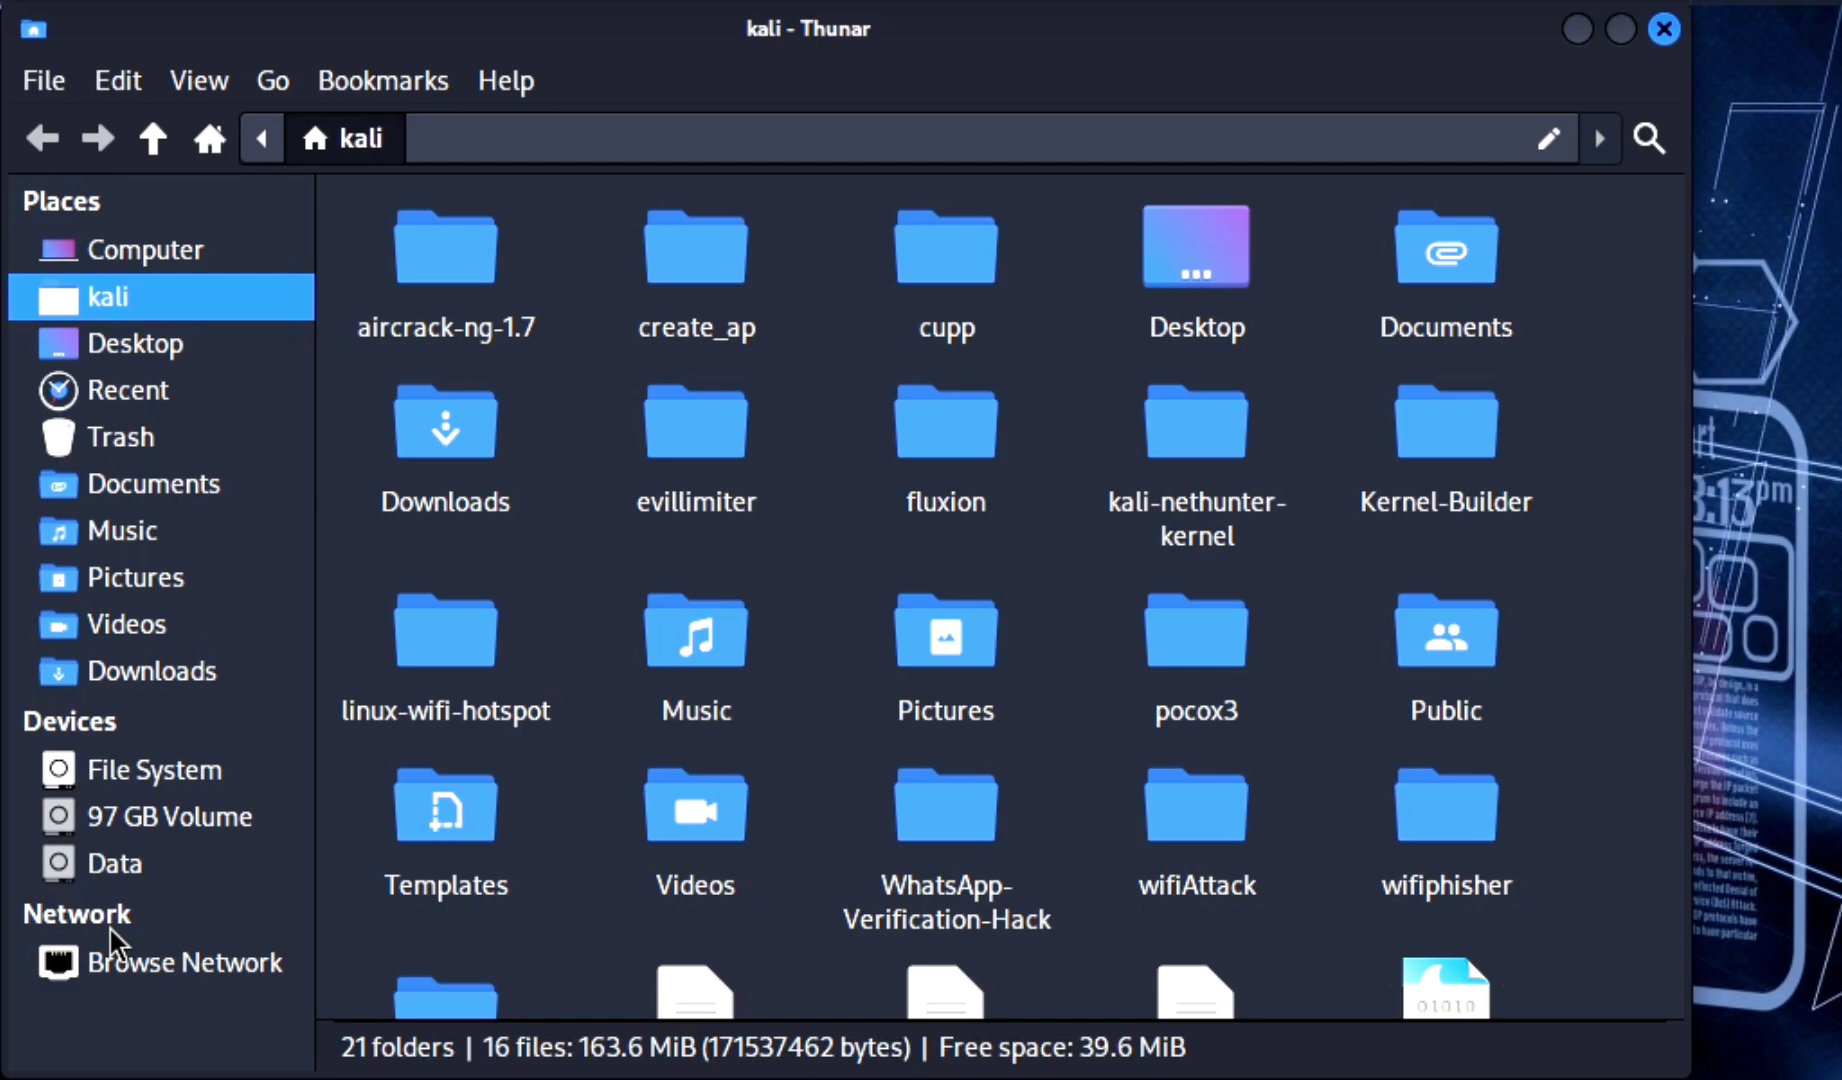 kali - Thunar
File Edit View Go Bookmarks Help
kali
Places
Computer
kali
Desktop
Recent
Trash
Documents
Music
Pictures
Videos
Downloads
Devices
File System
97 GB Volume
Data
Network
Browse Network
aircrack-ng-1.7
create_ap
cupp
Desktop
Documents
Downloads
evillimiter
fluxion
kali-nethunter-
kernel
Kernel-Builder
linux-wifi-hotspot
Music
Pictures
pocox3
Public
Templates
Videos
WhatsApp-
Verification-Hack
wifiAttack
wifiphisher
01010
21 folders | 16 files: 163.6 MiB (171537462 bytes) | Free space: 39.6 MiB
3:13pm